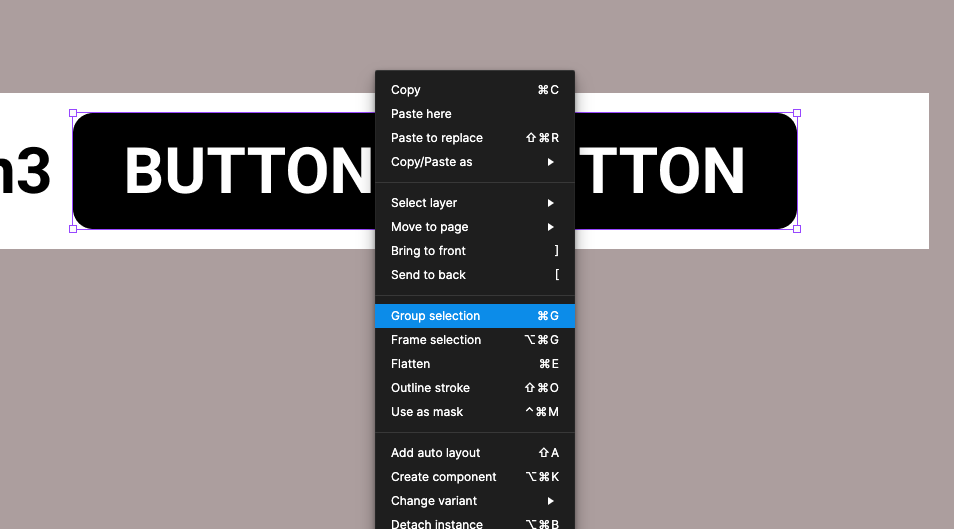 n3
BUTTON
TTON
Copy ⌘C
Paste here
Paste to replace ⇧⌘R
Copy/Paste as
Select layer
Move to page
Bring to front ]
Send to back [
Group selection ⌘G
Frame selection ⌥⌘G
Flatten ⌘E
Outline stroke ⇧⌘O
Use as mask ^⌘M
Add auto layout ⇧A
Create component ⌥⌘K
Change variant
Detach instance ⌥⌘B